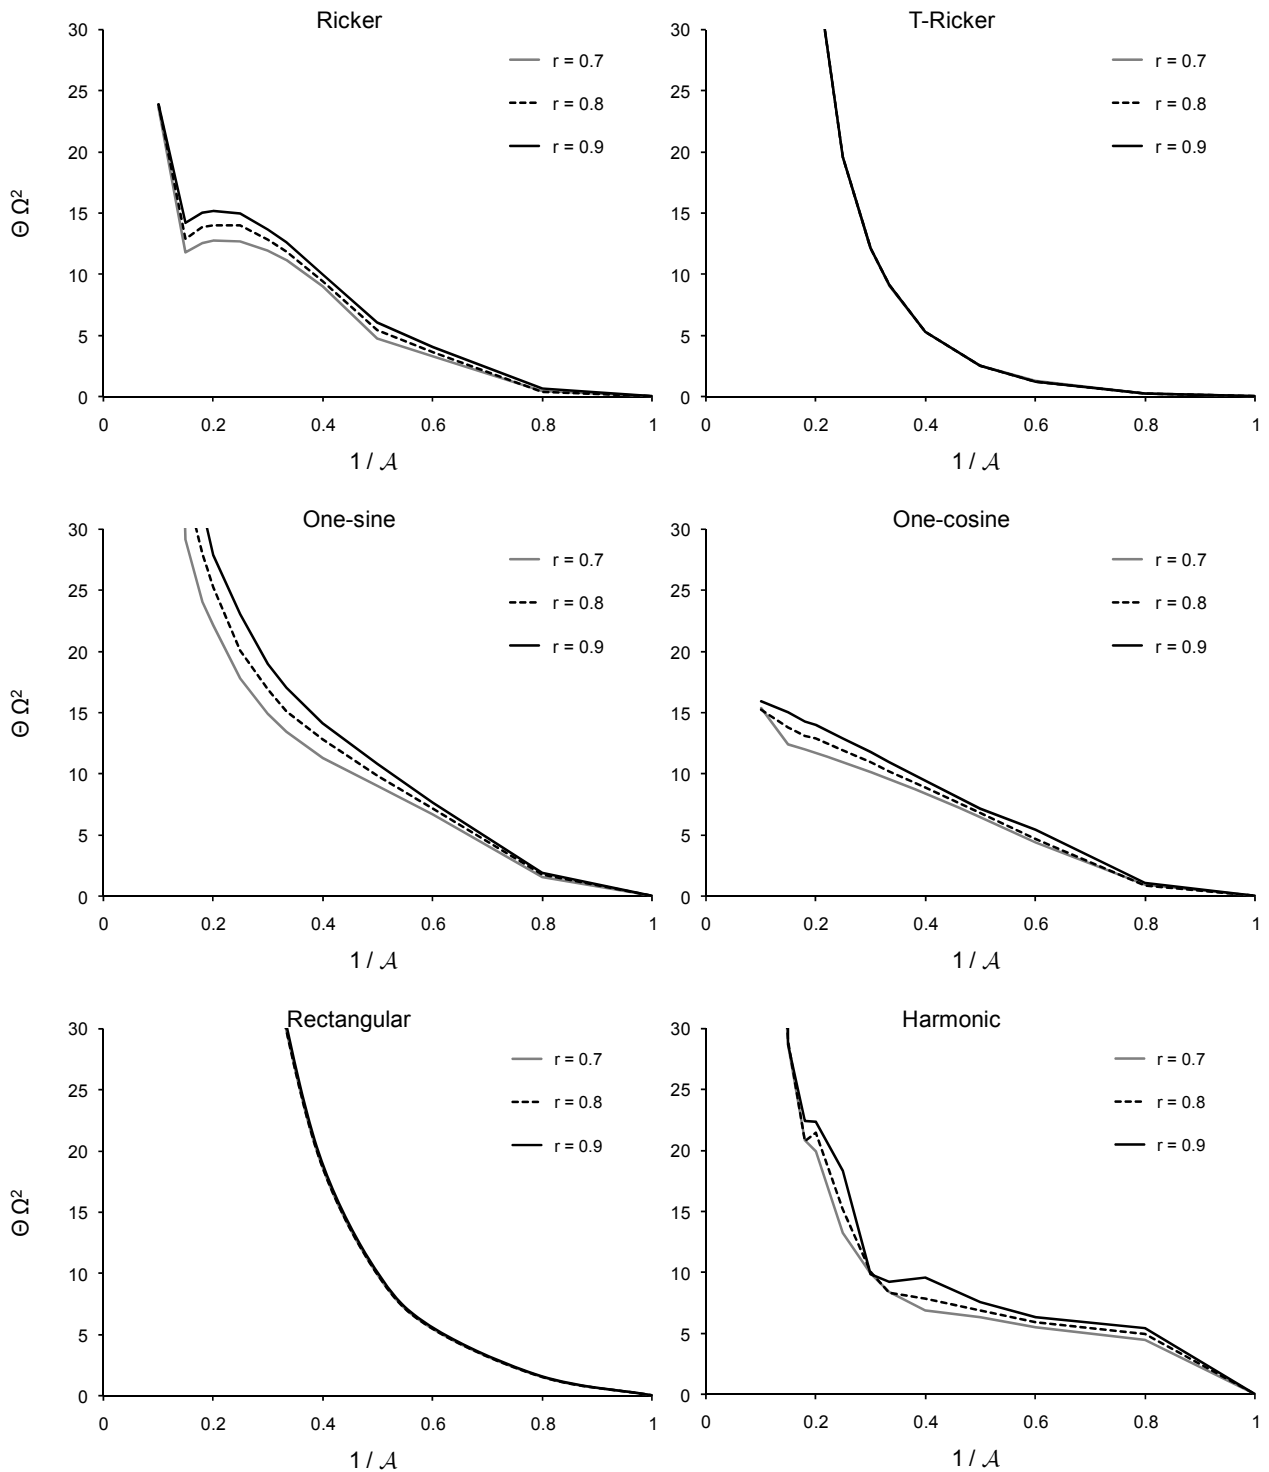 Ricker
30
25
20
15
10
5
0
Θ Ω²
r = 0.7
r = 0.8
r = 0.9
0 0.2 0.4 0.6 0.8 1
1 / 𝒜
T-Ricker
30
25
20
15
10
5
0
r = 0.7
r = 0.8
r = 0.9
0 0.2 0.4 0.6 0.8 1
1 / 𝒜
One-sine
30
25
20
15
10
5
0
Θ Ω²
r = 0.7
r = 0.8
r = 0.9
0 0.2 0.4 0.6 0.8 1
1 / 𝒜
One-cosine
30
25
20
15
10
5
0
r = 0.7
r = 0.8
r = 0.9
0 0.2 0.4 0.6 0.8 1
1 / 𝒜
Rectangular
30
25
20
15
10
5
0
Θ Ω²
r = 0.7
r = 0.8
r = 0.9
0 0.2 0.4 0.6 0.8 1
1 / 𝒜
Harmonic
30
25
20
15
10
5
0
r = 0.7
r = 0.8
r = 0.9
0 0.2 0.4 0.6 0.8 1
1 / 𝒜